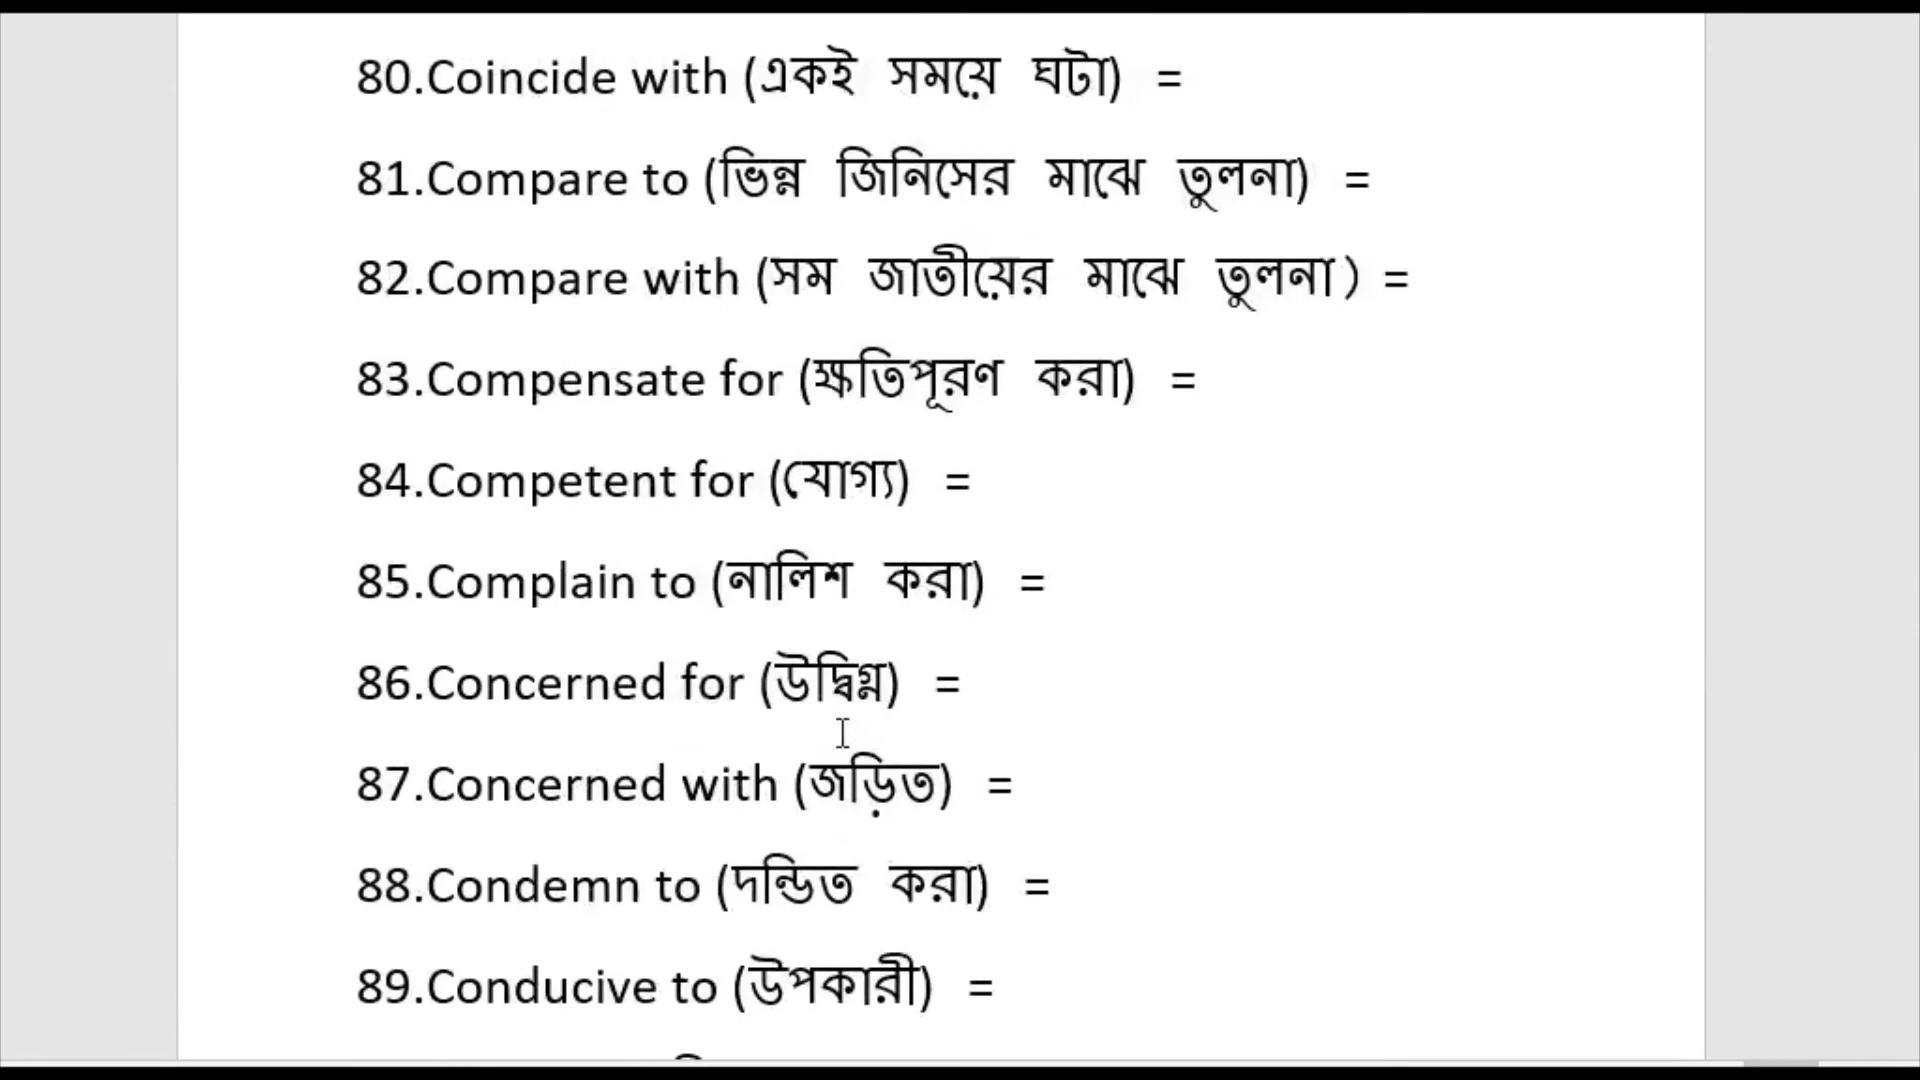 80.Coincide with (একই সময়ে ঘটা) =
81.Compare to (ভিন্ন জিনিসের মাঝে তুলনা) =
82.Compare with (সম জাতীয়ের মাঝে তুলনা) =
83.Compensate for (ক্ষতিপূরণ করা) =
84.Competent for (যোগ্য) =
85.Complain to (নালিশ করা) =
86.Concerned for (উদ্বিগ্ন) =
87.Concerned with (জড়িত) =
88.Condemn to (দন্ডিত করা) =
89.Conducive to (উপকারী) =